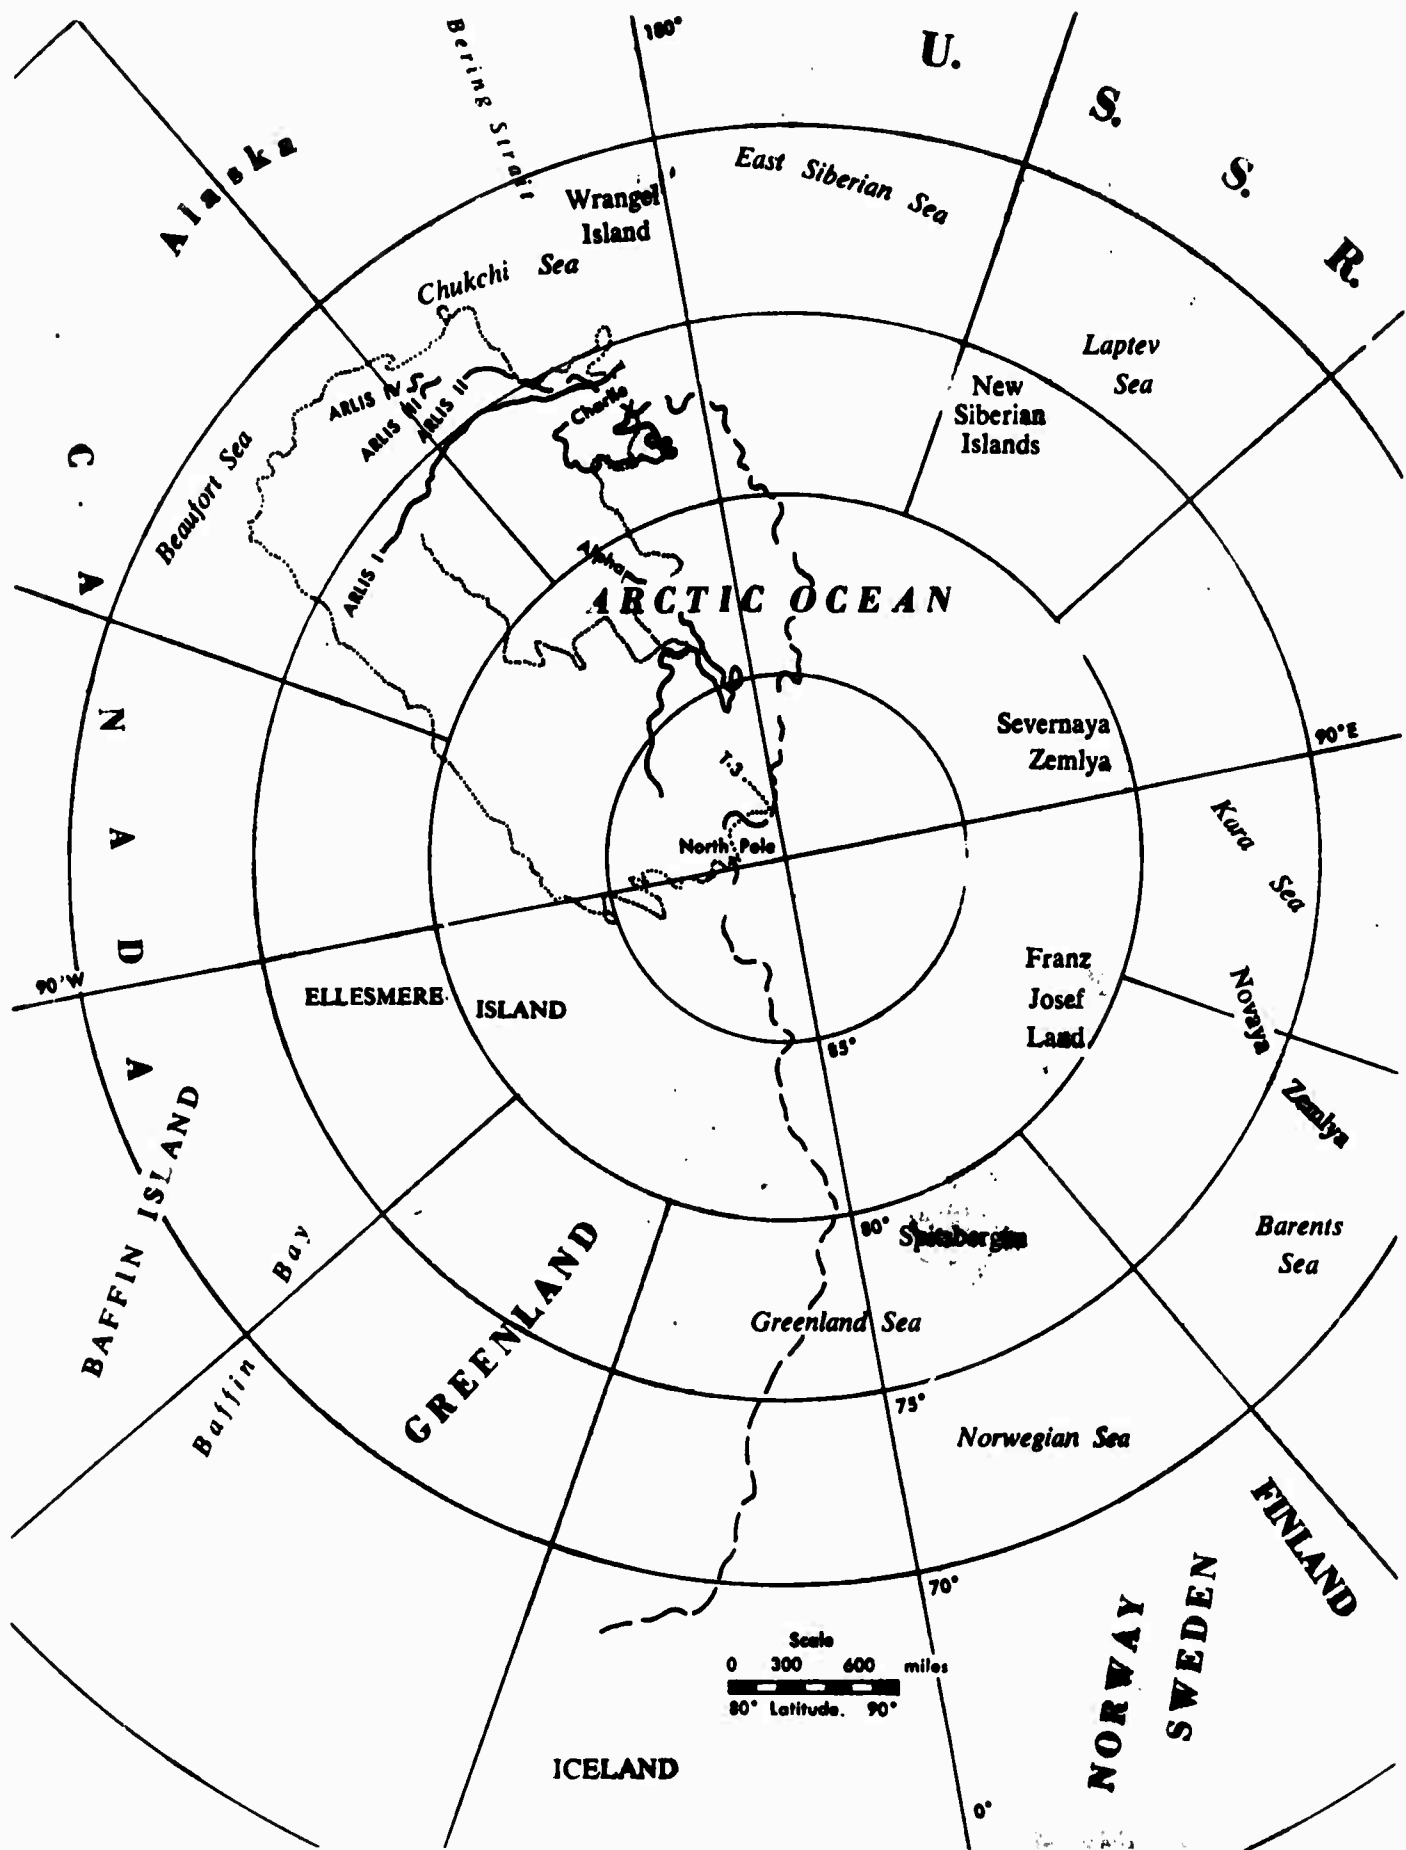 180°
Bering Strait
U. S. S. R.
Alaska
East Siberian Sea
Wrangel
Island
Chukchi Sea
Laptev
Sea
New
Siberian
Islands
ARLIS IV
ARLIS III
ARLIS II
Charlie
Beaufort Sea
CANADA
ARLIS I
Alpha
ARCTIC OCEAN
Severnaya
Zemlya
90°E
T-3
North Pole
Kara Sea
90°W
ELLESMERE ISLAND
Franz
Josef
Land
Novaya Zemlya
85°
BAFFIN ISLAND
Baffin Bay
80°
Spitsbergen
Barents
Sea
GREENLAND
Greenland Sea
75°
Norwegian Sea
FINLAND
70°
NORWAY
SWEDEN
Scale
0 300 600 miles
80° Latitude. 90°
ICELAND
0°